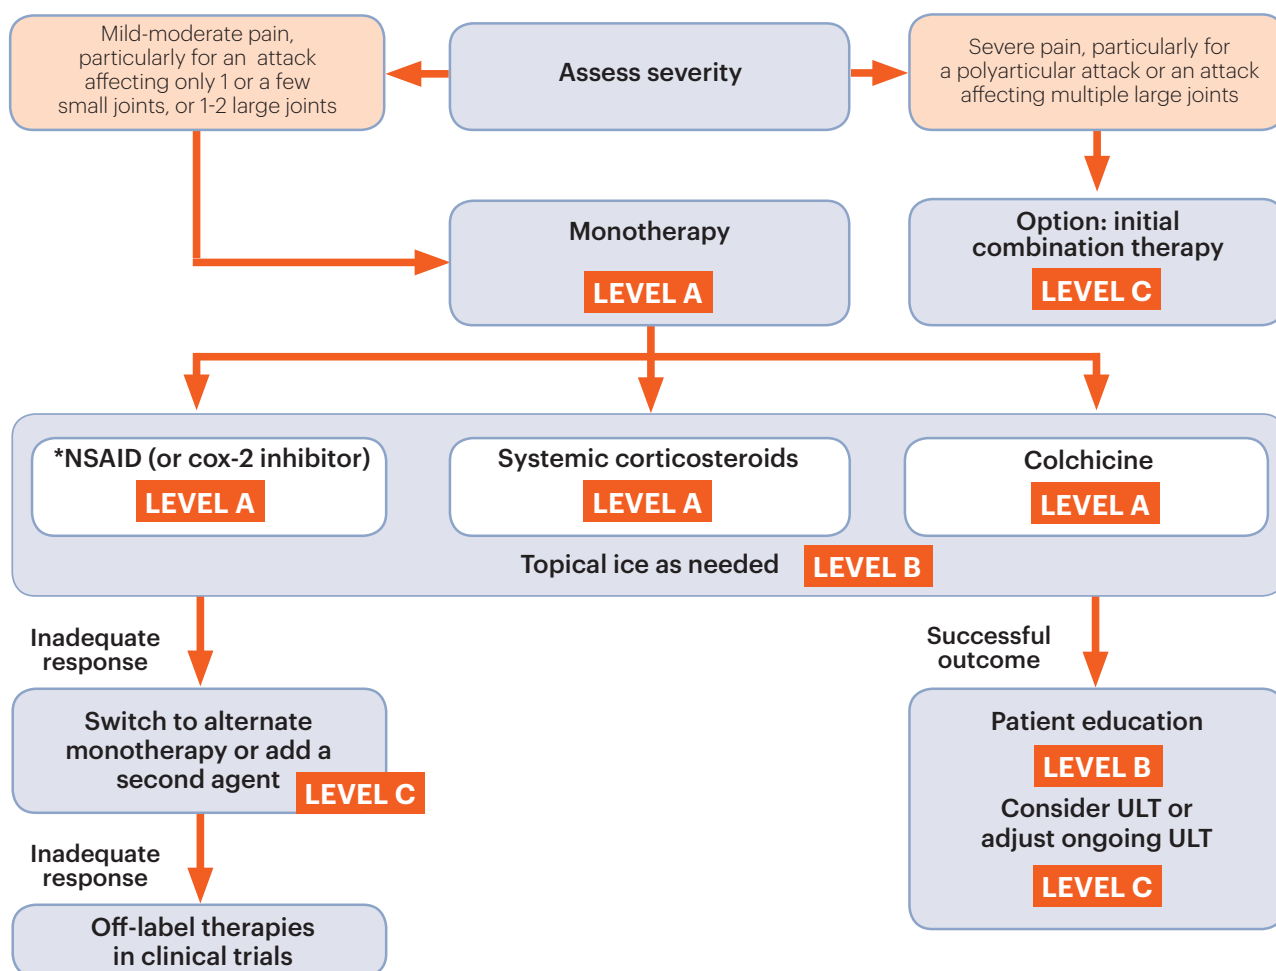 Mild-moderate pain,
particularly for an attack
affecting only 1 or a few
small joints, or 1-2 large joints
Assess severity
Severe pain, particularly for
a polyarticular attack or an attack
affecting multiple large joints
Monotherapy
LEVEL A
Option: initial
combination therapy
LEVEL C
*NSAID (or cox-2 inhibitor)
LEVEL A
Systemic corticosteroids
LEVEL A
Colchicine
LEVEL A
Topical ice as needed LEVEL B
Inadequate
response
Successful
outcome
Switch to alternate
monotherapy or add a
second agent
LEVEL C
Patient education
LEVEL B
Consider ULT or
adjust ongoing ULT
LEVEL C
Inadequate
response
Off-label therapies
in clinical trials